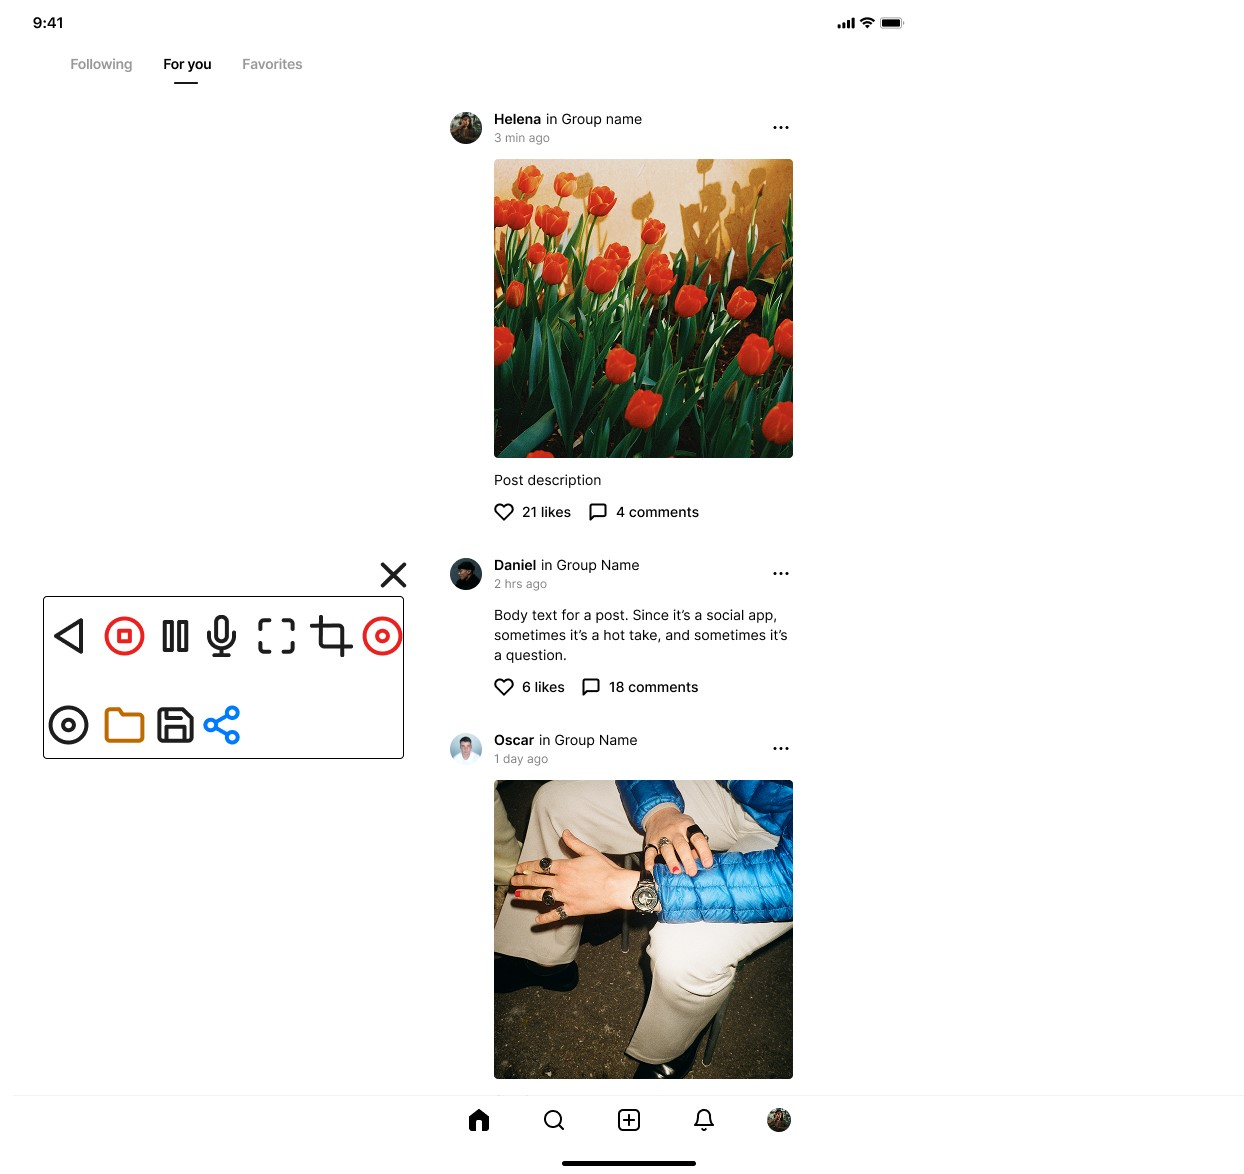 9:41
Following For you Favorites
Helena in Group name
3 min ago
Post description
21 likes 4 comments
Daniel in Group Name
2 hrs ago
Body text for a post. Since it’s a social app,
sometimes it’s a hot take, and sometimes it’s
a question.
6 likes 18 comments
Oscar in Group Name
1 day ago